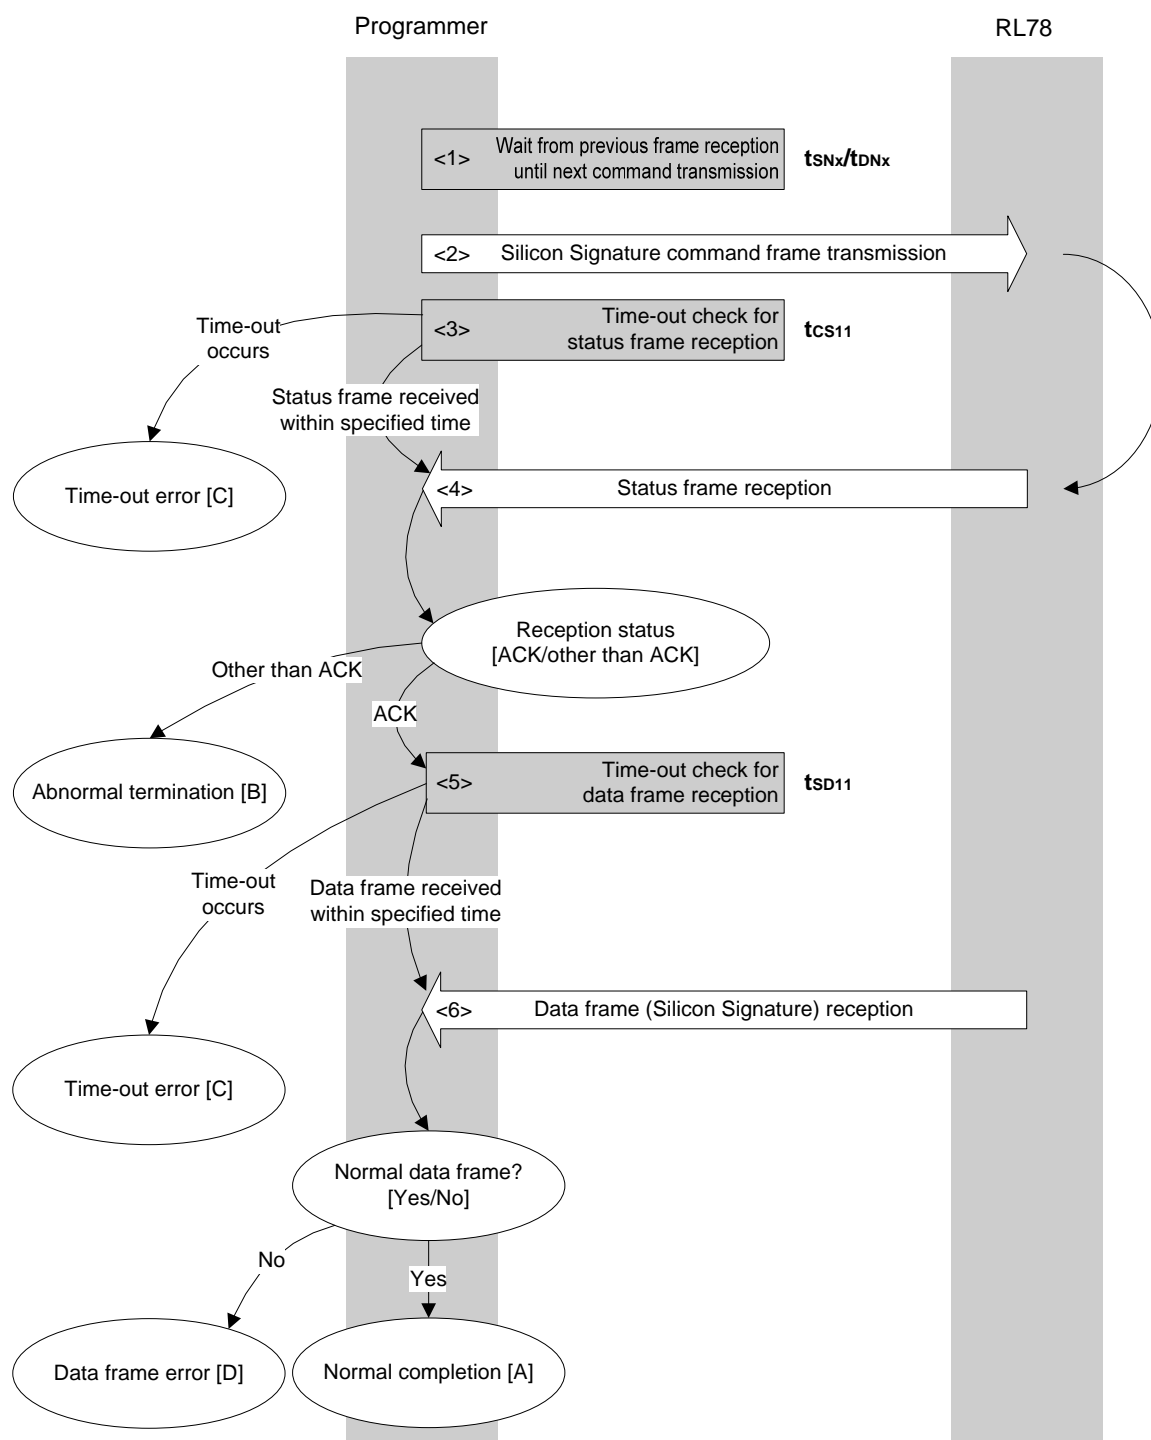 Programmer
RL78
<1>
Wait from previous frame reception
until next command transmission
tSNx/tDNx
<2>
Silicon Signature command frame transmission
<3>
Time-out check for
status frame reception
tCS11
Time-out
occurs
Status frame received
within specified time
Time-out error [C]
<4>
Status frame reception
Reception status
[ACK/other than ACK]
Other than ACK
ACK
Abnormal termination [B]
<5>
Time-out check for
data frame reception
tSD11
Time-out
occurs
Data frame received
within specified time
<6>
Data frame (Silicon Signature) reception
Time-out error [C]
Normal data frame?
[Yes/No]
No
Yes
Data frame error [D]
Normal completion [A]